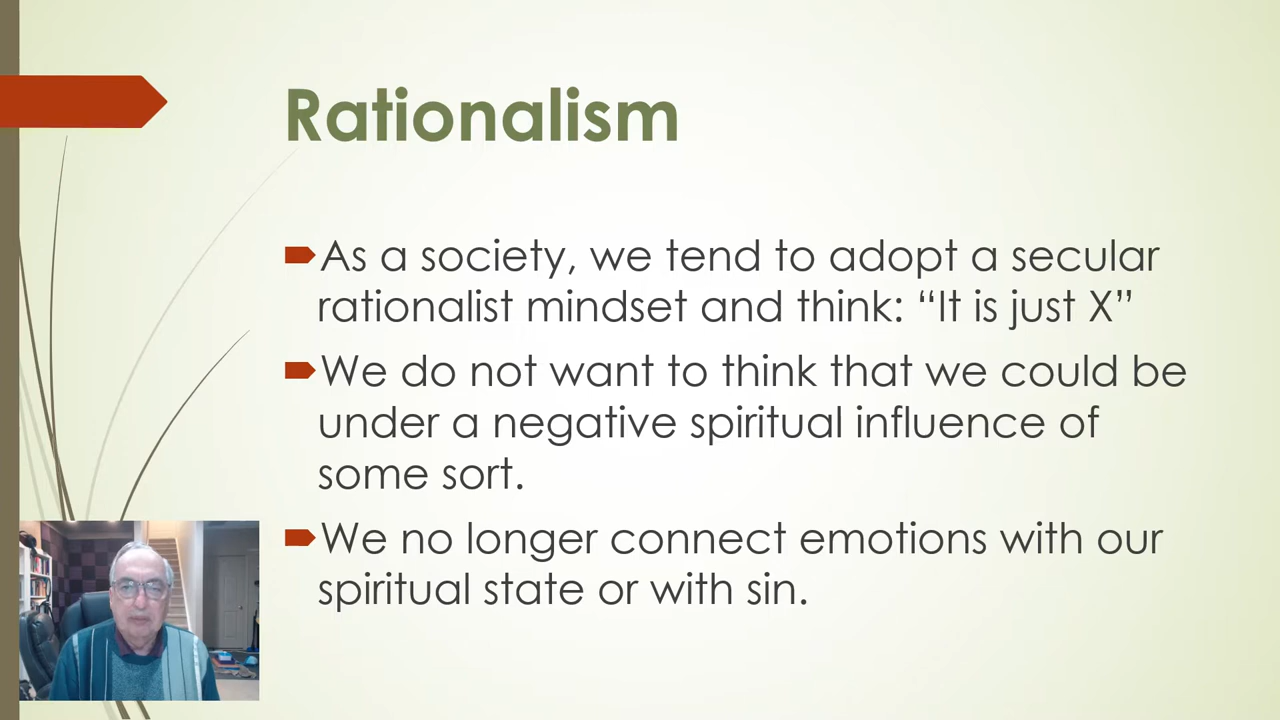 Rationalism
As a society, we tend to adopt a secular
rationalist mindset and think: “It is just X”
We do not want to think that we could be
under a negative spiritual influence of
some sort.
We no longer connect emotions with our
spiritual state or with sin.